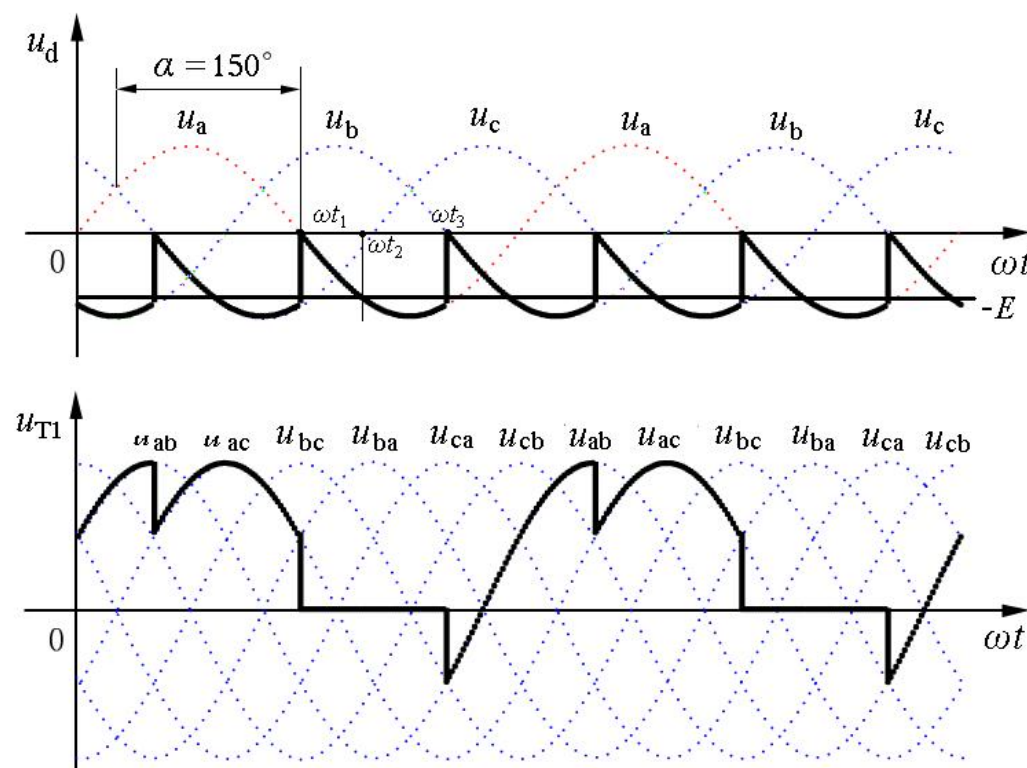 u_d
α = 150°
u_a u_b u_c u_a u_b u_c
ωt_1 ωt_2 ωt_3
0
ωt
-E
u_T1
u_ab u_ac u_bc u_ba u_ca u_cb u_ab u_ac u_bc u_ba u_ca u_cb
0
ωt